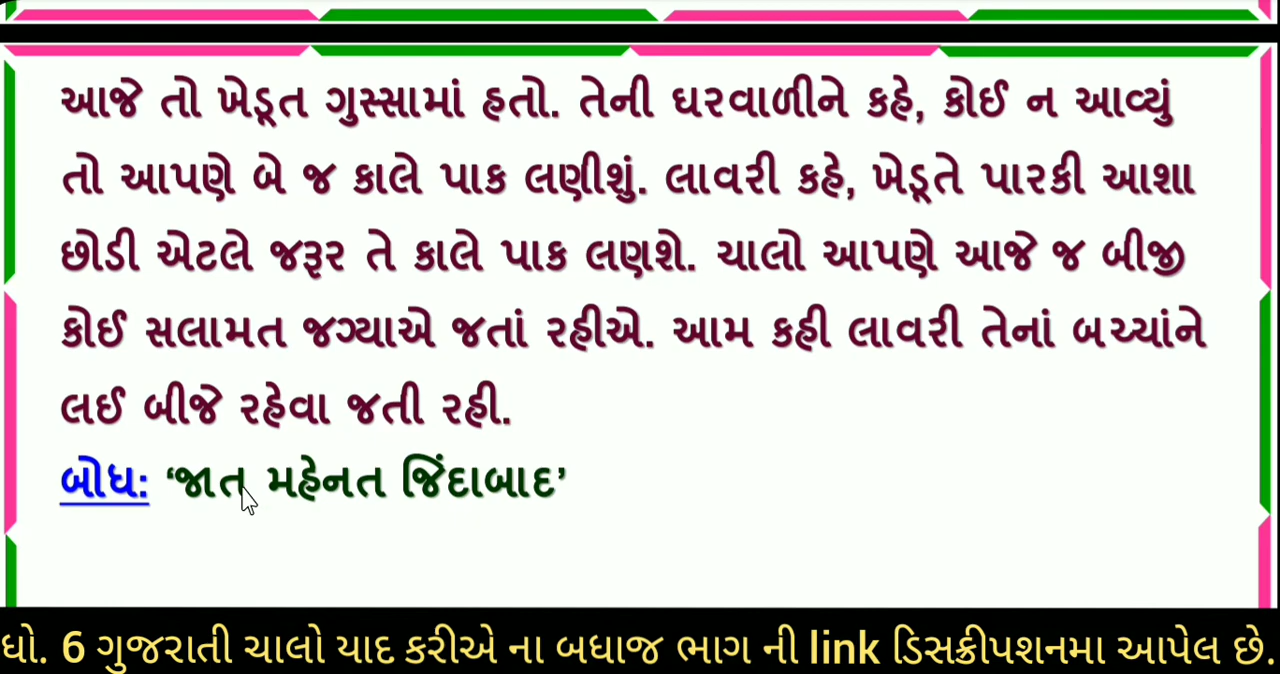 આજે તો ખેડૂત ગુસ્સામાં હતો. તેની ઘરવાળીને કહે, કોઈ ન આવ્યું
તો આપણે બે જ કાલે પાક લણીશું. લાવરી કહે, ખેડૂતે પારકી આશા
છોડી એટલે જરૂર તે કાલે પાક લણશે. ચાલો આપણે આજે જ બીજી
કોઈ સલામત જગ્યાએ જતાં રહીએ. આમ કહી લાવરી તેનાં બચ્ચાંને
લઈ બીજે રહેવા જતી રહી.
બોધ: ‘જાત મહેનત જિંદાબાદ’
ધો. 6 ગુજરાતી ચાલો યાદ કરીએ ના બધાજ ભાગ ની link ડિસક્રીપશનમા આપેલ છે.